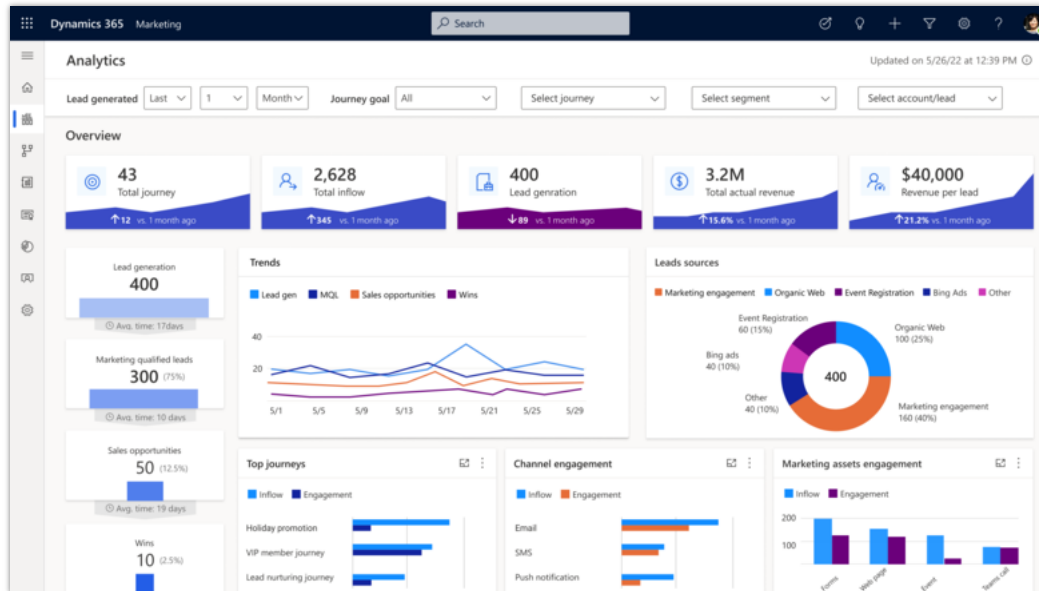 Dynamics 365 Marketing
Search
Analytics
Updated on 5/26/22 at 12:39 PM
Lead generated Last 1 Month Journey goal All Select journey Select segment Select account/lead
Overview
43
Total journey
↑12 vs. 1 month ago
2,628
Total inflow
↑345 vs. 1 month ago
400
Lead genration
↓89 vs. 1 month ago
3.2M
Total actual revenue
↑15.6% vs. 1 month ago
$40,000
Revenue per lead
↑21.2% vs. 1 month ago
Lead generation
400
Avg. time: 17days
Marketing qualified leads
300 (75%)
Avg. time: 10 days
Sales opportunities
50 (12.5%)
Avg. time: 19 days
Wins
10 (2.5%)
Trends
Lead gen MQL Sales opportunities Wins
40
20
5/1 5/5 5/9 5/13 5/17 5/21 5/25 5/29
Leads sources
Marketing engagement Organic Web Event Registration Bing Ads Other
Event Registration
60 (15%)
Organic Web
100 (25%)
Bing ads
40 (10%)
400
Other
40 (10%)
Marketing engagement
160 (40%)
Top journeys
Inflow Engagement
Holiday promotion
VIP member journey
Lead nurturing journey
Channel engagement
Inflow Engagement
Email
SMS
Push notification
Marketing assets engagement
Inflow Engagement
200
100
Forms Web page Event Teams call